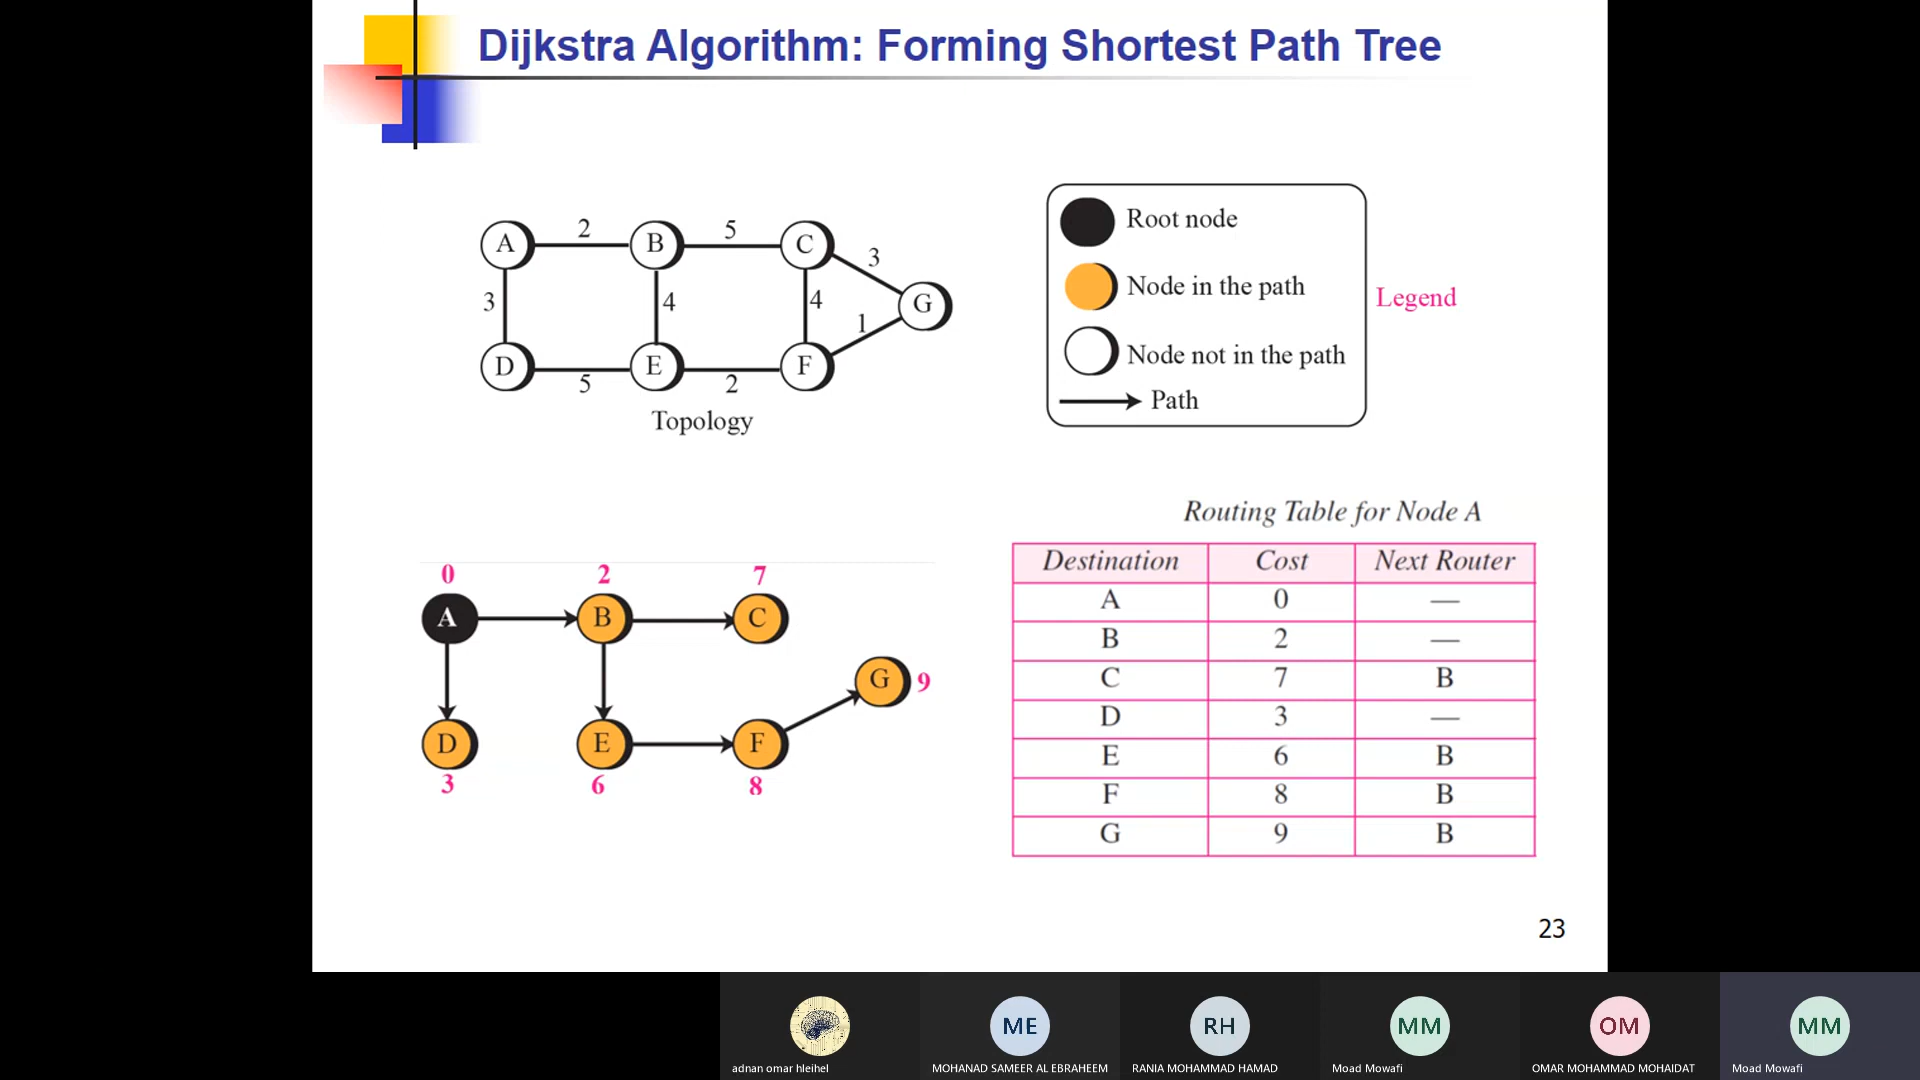 Dijkstra Algorithm: Forming Shortest Path Tree
A 2 B 5 C 3
3 4 4 G
1
D 5 E 2 F
Topology
Root node
Node in the path
Node not in the path
Path
Legend
0 2 7
A B C
G 9
D E F
3 6 8
Routing Table for Node A
Destination Cost Next Router
A 0 —
B 2 —
C 7 B
D 3 —
E 6 B
F 8 B
G 9 B
23
ME RH MM OM MM
adnan omar hleihel MOHANAD SAMEER AL EBRAHEEM RANIA MOHAMMAD HAMAD Moad Mowafi OMAR MOHAMMAD MOHAIDAT Moad Mowafi